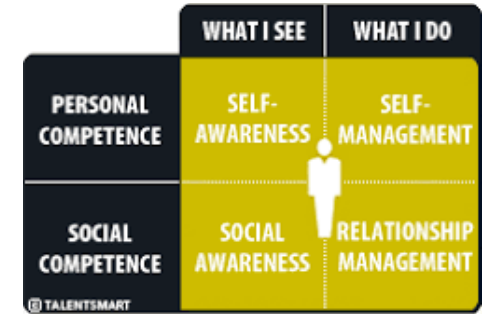 WHAT I SEE WHAT I DO
PERSONAL SELF- SELF-
COMPETENCE AWARENESS MANAGEMENT
SOCIAL SOCIAL RELATIONSHIP
COMPETENCE AWARENESS MANAGEMENT
© TALENTSMART